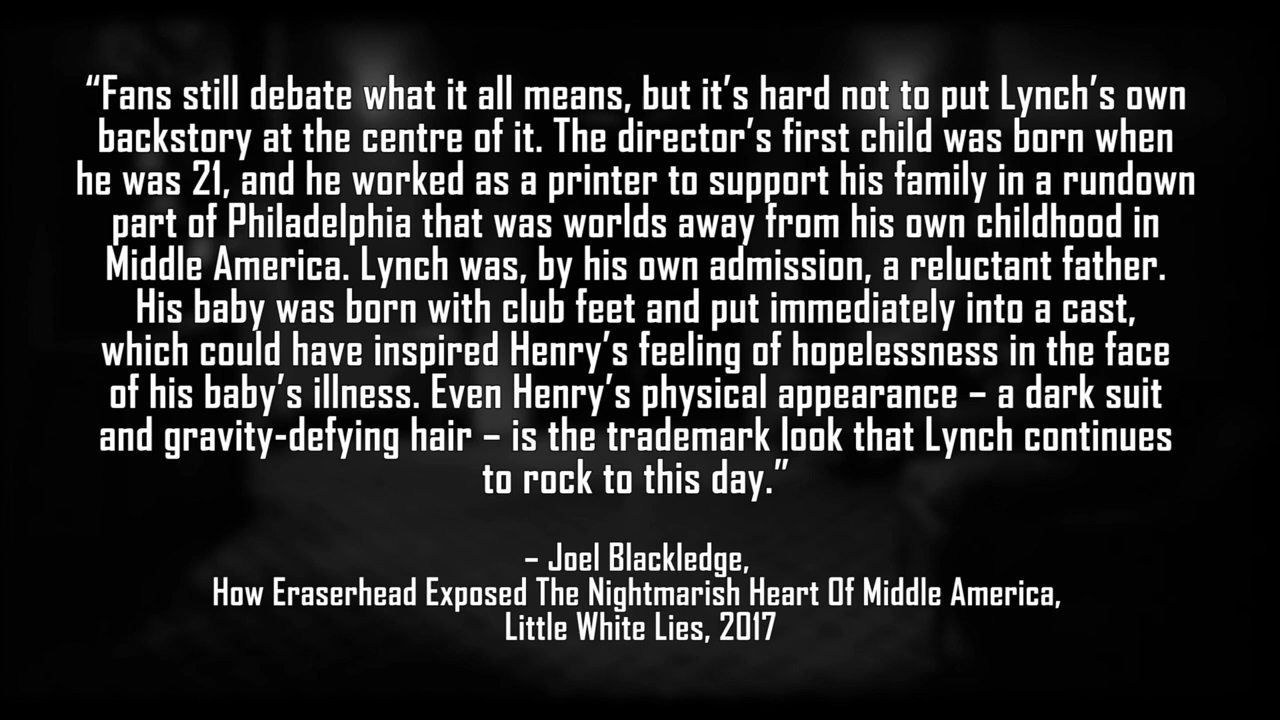 “Fans still debate what it all means, but it’s hard not to put Lynch’s own
backstory at the centre of it. The director’s first child was born when
he was 21, and he worked as a printer to support his family in a rundown
part of Philadelphia that was worlds away from his own childhood in
Middle America. Lynch was, by his own admission, a reluctant father.
His baby was born with club feet and put immediately into a cast,
which could have inspired Henry’s feeling of hopelessness in the face
of his baby’s illness. Even Henry’s physical appearance – a dark suit
and gravity-defying hair – is the trademark look that Lynch continues
to rock to this day.”
– Joel Blackledge,
How Eraserhead Exposed The Nightmarish Heart Of Middle America,
Little White Lies, 2017